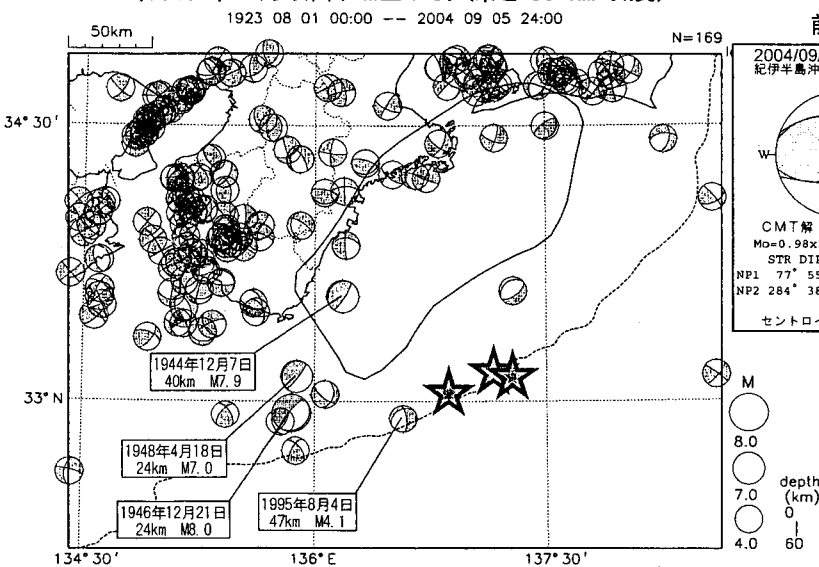 1923 08 01 00:00 -- 2004 09 05 24:00
50km
N=169
34° 30'
33° N
134° 30'
136° E
137° 30'
1944年12月7日
40km M7.9
1948年4月18日
24km M7.0
1946年12月21日
24km M8.0
1995年8月4日
47km M4.1
2004/09/
紀伊半島沖
W
CMT解
Mo=0.98x
STR DI
NP1 77° 55
NP2 284° 38
セントロイ
M
8.0
7.0
4.0
depth
(km)
0
60